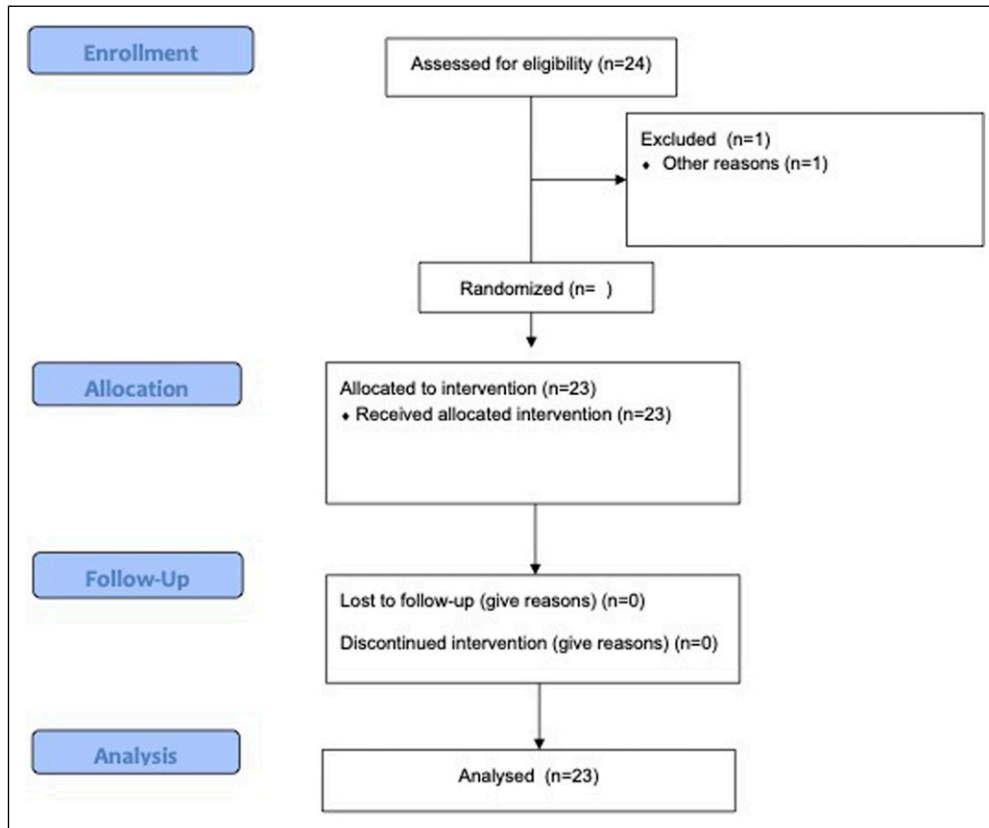 Enrollment
Assessed for eligibility (n=24)
Excluded (n=1)
⬧ Other reasons (n=1)
Randomized (n= )
Allocation
Allocated to intervention (n=23)
⬧ Received allocated intervention (n=23)
Follow-Up
Lost to follow-up (give reasons) (n=0)
Discontinued intervention (give reasons) (n=0)
Analysis
Analysed (n=23)